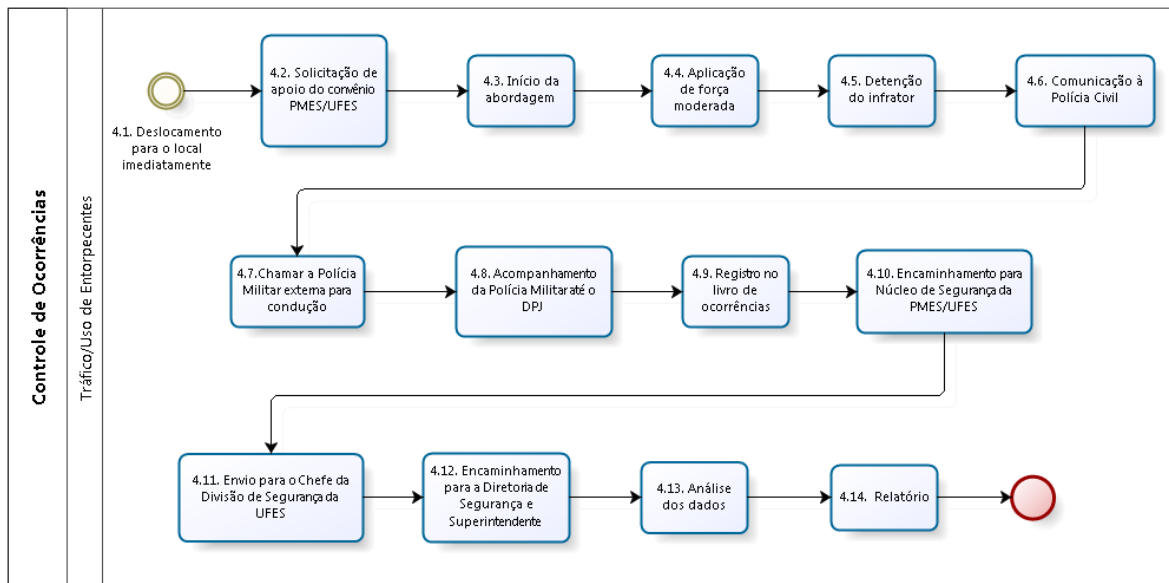 Controle de Ocorrências
Tráfico/Uso de Entorpecentes
4.1. Deslocamento
para o local
imediatamente
4.2. Solicitação de
apoio do convênio
PMES/UFES
4.3. Início da
abordagem
4.4. Aplicação
de força
moderada
4.5. Detenção
do infrator
4.6. Comunicação à
Polícia Civil
4.7.Chamar a Polícia
Militar externa para
condução
4.8. Acompanhamento
da Polícia Militar até o
DPJ
4.9. Registro no
livro de
ocorrências
4.10. Encaminhamento para
Núcleo de Segurança da
PMES/UFES
4.11. Envio para o Chefe da
Divisão de Segurança da
UFES
4.12. Encaminhamento
para a Diretoria de
Segurança e
Superintendente
4.13. Análise
dos dados
4.14. Relatório